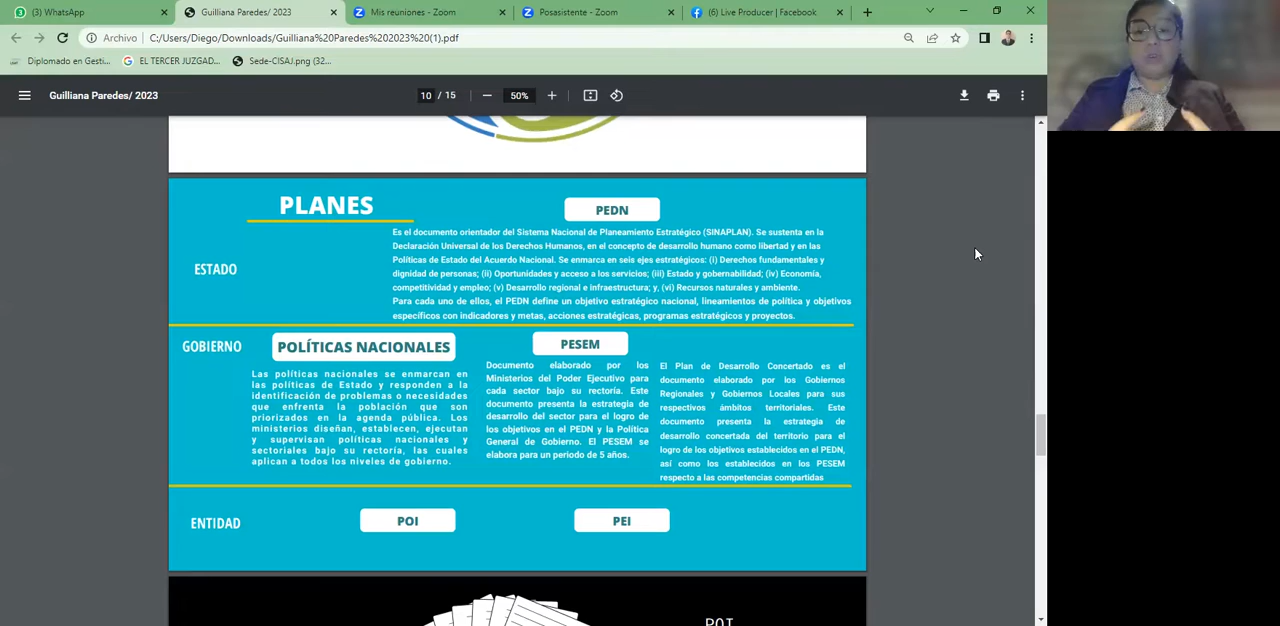 (3) WhatsApp
Guilliana Paredes/ 2023
Mis reuniones - Zoom
Posasistente - Zoom
(6) Live Producer | Facebook
Archivo
C:/Users/Diego/Downloads/Guilliana%20Paredes%202023%20(1).pdf
Diplomado en Gesti...
EL TERCER JUZGAD...
Sede-CISAJ.png (32...
Guilliana Paredes/ 2023
10 / 15
50%
PLANES
PEDN
ESTADO
Es el documento orientador del Sistema Nacional de Planeamiento Estratégico (SINAPLAN). Se sustenta en la
Declaración Universal de los Derechos Humanos, en el concepto de desarrollo humano como libertad y en las
Políticas de Estado del Acuerdo Nacional. Se enmarca en seis ejes estratégicos: (i) Derechos fundamentales y
dignidad de personas; (ii) Oportunidades y acceso a los servicios; (iii) Estado y gobernabilidad; (iv) Economía,
competitividad y empleo; (v) Desarrollo regional e infraestructura; y, (vi) Recursos naturales y ambiente.
Para cada uno de ellos, el PEDN define un objetivo estratégico nacional, lineamientos de política y objetivos
específicos con indicadores y metas, acciones estratégicas, programas estratégicos y proyectos.
GOBIERNO
POLÍTICAS NACIONALES
Las políticas nacionales se enmarcan en
las políticas de Estado y responden a la
identificación de problemas o necesidades
que enfrenta la población que son
priorizados en la agenda pública. Los
ministerios diseñan, establecen, ejecutan
y supervisan políticas nacionales y
sectoriales bajo su rectoría, las cuales
aplican a todos los niveles de gobierno.
PESEM
Documento elaborado por los
Ministerios del Poder Ejecutivo para
cada sector bajo su rectoría. Este
documento presenta la estrategia de
desarrollo del sector para el logro de
los objetivos en el PEDN y la Política
General de Gobierno. El PESEM se
elabora para un periodo de 5 años.
El Plan de Desarrollo Concertado es el
documento elaborado por los Gobiernos
Regionales y Gobiernos Locales para sus
respectivos ámbitos territoriales. Este
documento presenta la estrategia de
desarrollo concertada del territorio para el
logro de los objetivos establecidos en el PEDN,
así como los establecidos en los PESEM
respecto a las competencias compartidas
ENTIDAD
POI
PEI
POI